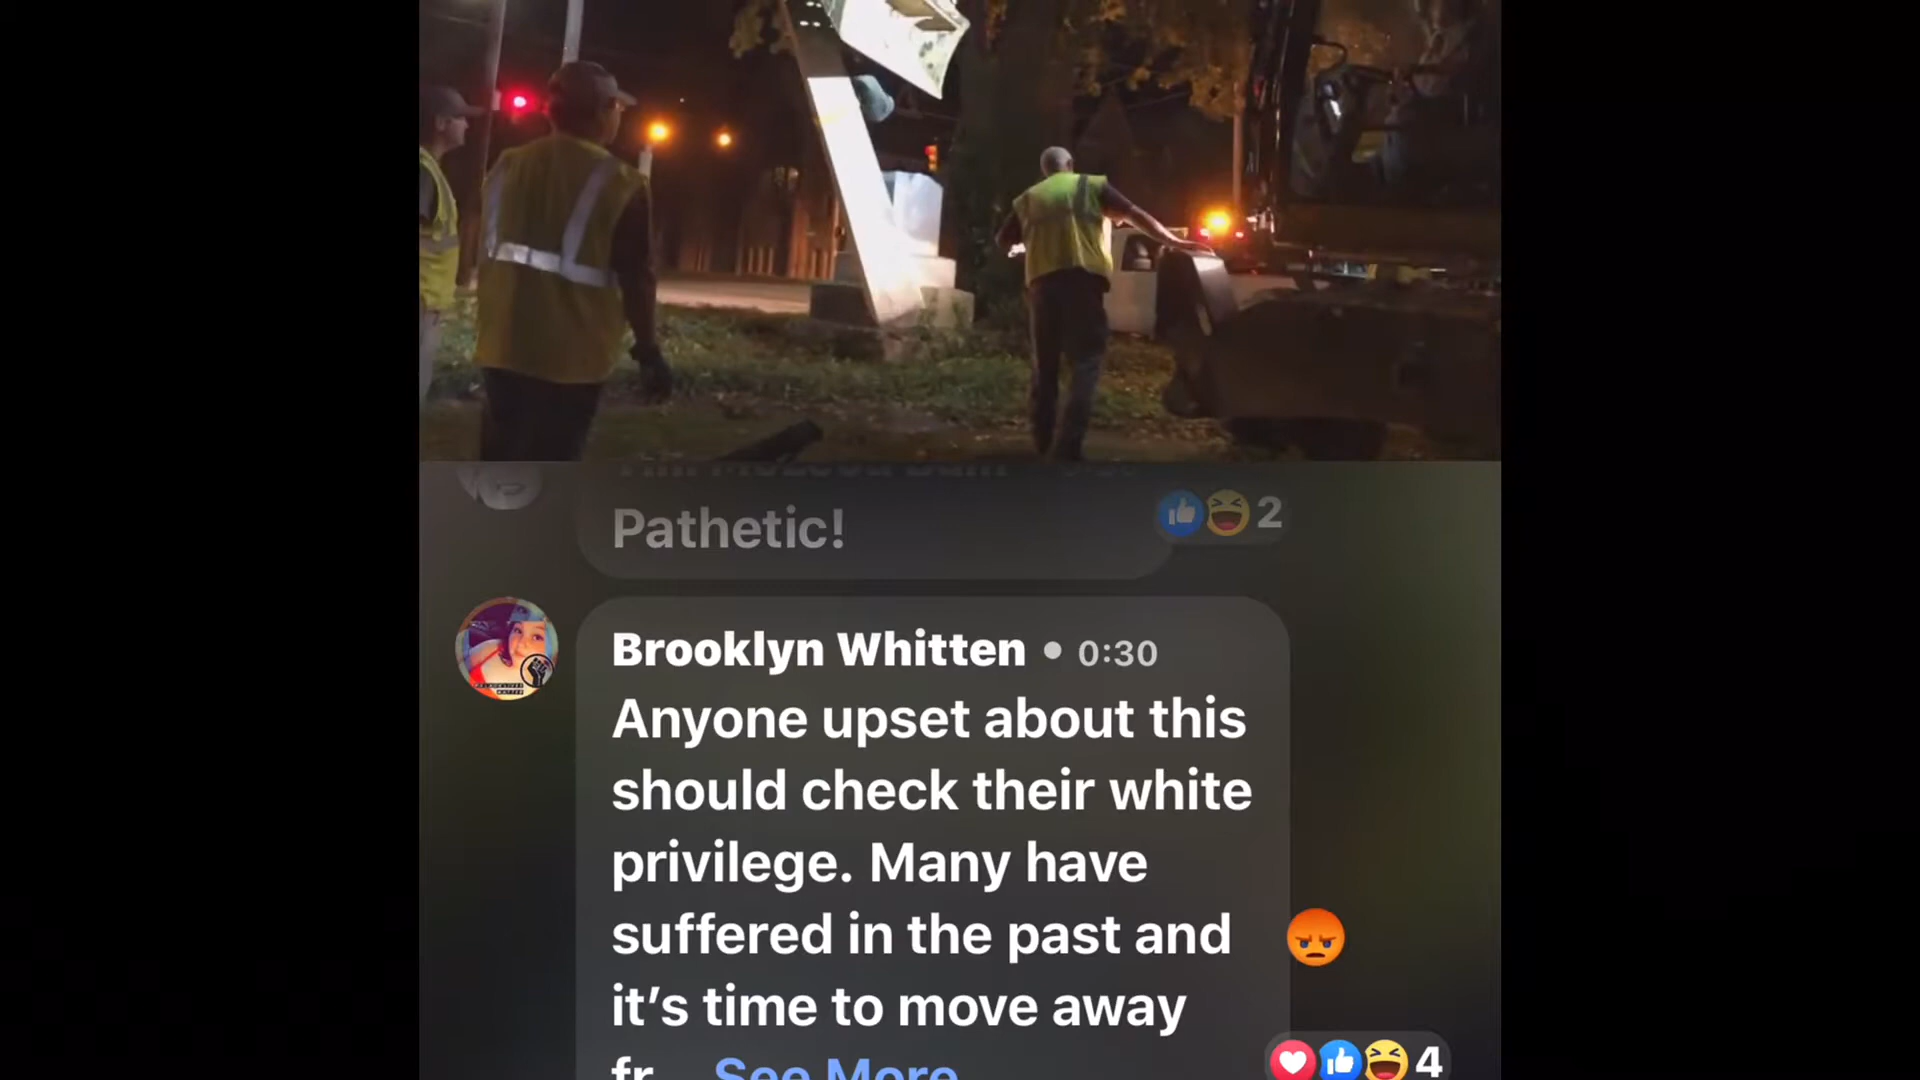 Pathetic!
2
Brooklyn Whitten • 0:30
Anyone upset about this
should check their white
privilege. Many have
suffered in the past and
it's time to move away
fr... See More
4